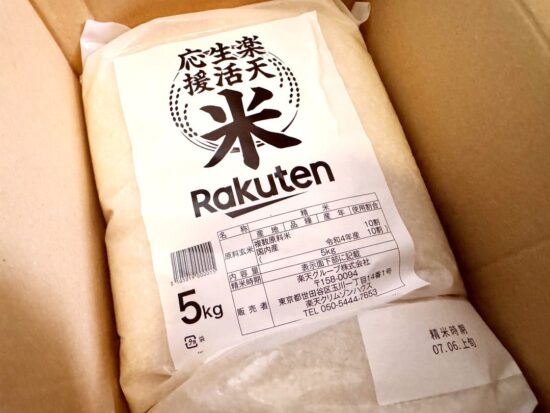 楽天
生活
応援
米
Rakuten
名称 精米
原料玄米 産地 品種 産年 使用割合
複数原料米 10割
国内産 令和4年産 10割)
内容量 5kg
精米時期 表示面下部に記載
販売者 楽天グループ株式会社
〒158-0094
東京都世田谷区玉川一丁目14番1号
楽天クリムゾンハウス
TEL 050-5444-7653
5kg
袋
精米時期
07.06.上旬